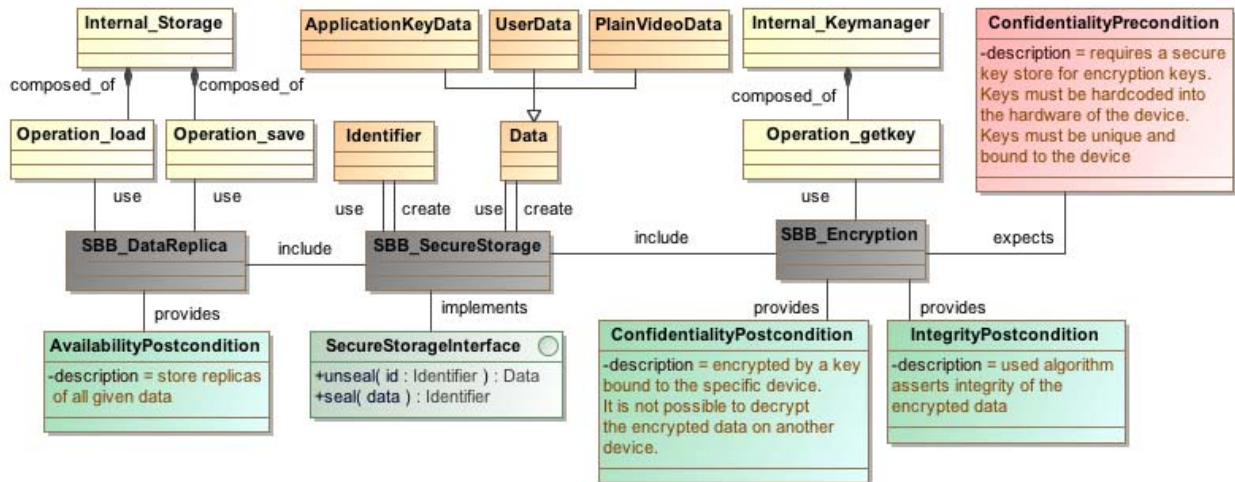 Internal_Storage
ApplicationKeyData
UserData
PlainVideoData
Internal_Keymanager
ConfidentialityPrecondition
-description = requires a secure
key store for encryption keys.
Keys must be hardcoded into
the hardware of the device.
Keys must be unique and
bound to the device
composed_of
composed_of
composed_of
Operation_load
Operation_save
Identifier
Data
Operation_getkey
use
use
use
create
use
create
use
SBB_DataReplica
include
SBB_SecureStorage
include
SBB_Encryption
expects
provides
implements
provides
provides
AvailabilityPostcondition
-description = store replicas
of all given data
SecureStorageInterface
+unseal( id : Identifier ) : Data
+seal( data ) : Identifier
ConfidentialityPostcondition
-description = encrypted by a key
bound to the specific device.
It is not possible to decrypt
the encrypted data on another
device.
IntegrityPostcondition
-description = used algorithm
asserts integrity of the
encrypted data